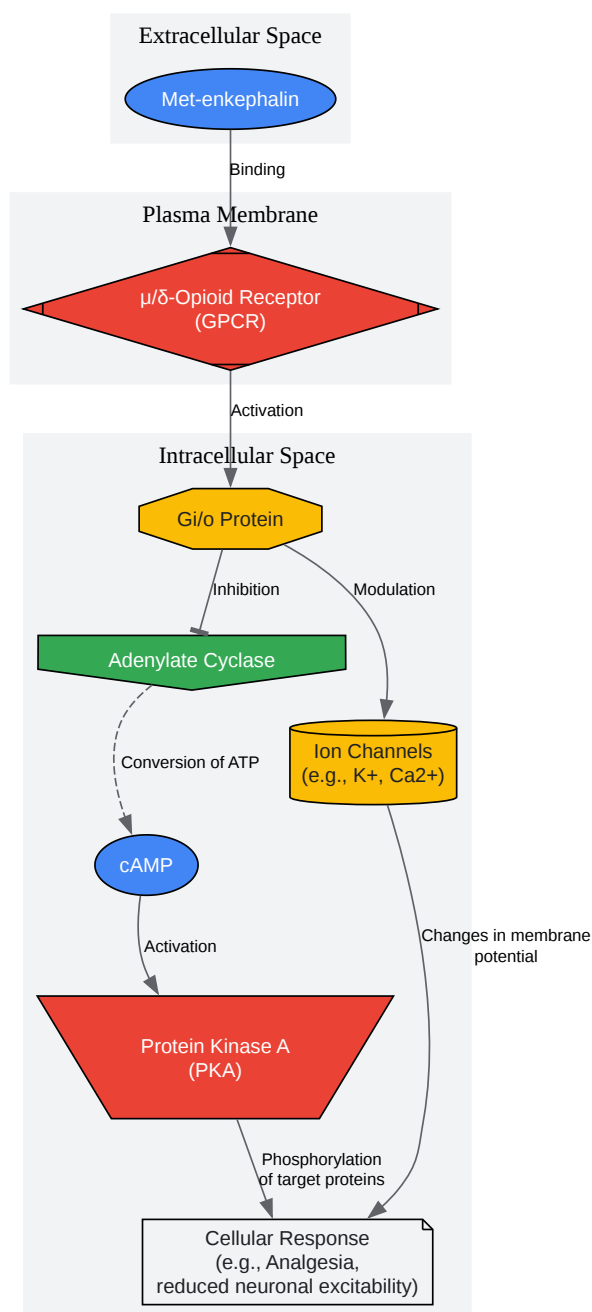 Extracellular Space
Met-enkephalin
Binding
Plasma Membrane
μ/δ-Opioid Receptor
(GPCR)
Activation
Intracellular Space
Gi/o Protein
Inhibition
Modulation
Adenylate Cyclase
Ion Channels
(e.g., K+, Ca2+)
Conversion of ATP
cAMP
Changes in membrane
potential
Activation
Protein Kinase A
(PKA)
Phosphorylation
of target proteins
Cellular Response
(e.g., Analgesia,
reduced neuronal excitability)